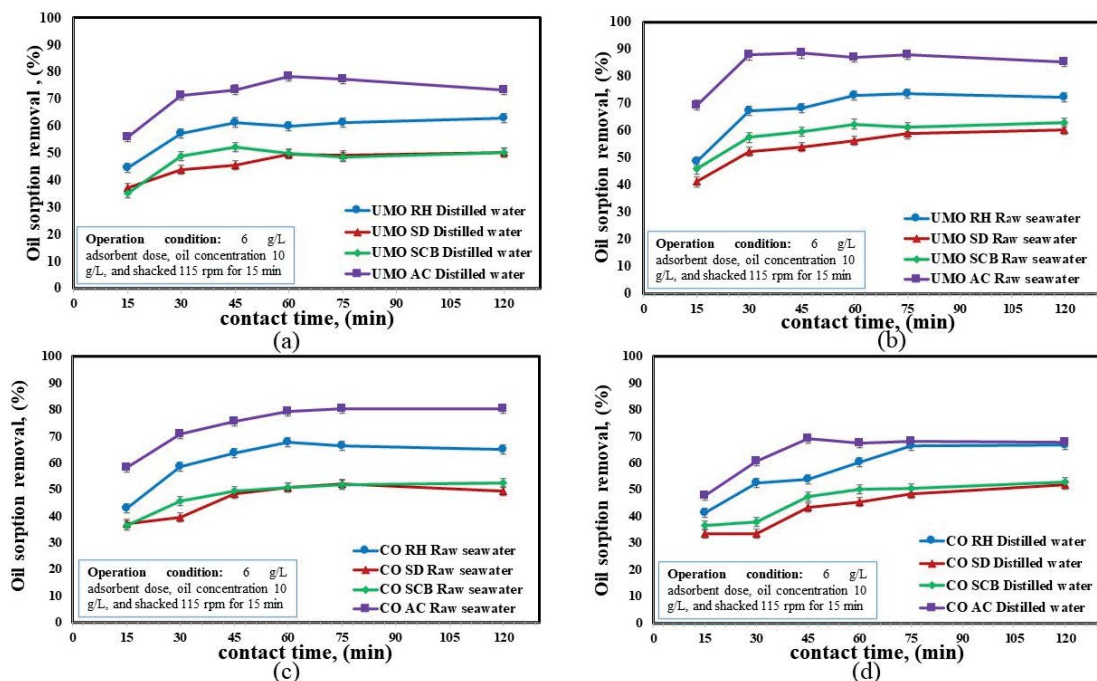 Oil sorption removal , (%)
100
90
80
70
60
50
40
30
20
10
0
UMO RH Distilled water
UMO SD Distilled water
UMO SCB Distilled water
UMO AC Distilled water
Operation condition: 6 g/L
adsorbent dose, oil concentration 10
g/L, and shacked 115 rpm for 15 min
0 15 30 45 60 75 90 105 120
contact time, (min)
(a)
Oil sorption removal, (%)
100
90
80
70
60
50
40
30
20
10
0
UMO RH Raw seawater
UMO SD Raw seawater
UMO SCB Raw seawater
UMO AC Raw seawater
Operation condition: 6 g/L
adsorbent dose, oil concentration 10
g/L, and shacked 115 rpm for 15 min
0 15 30 45 60 75 90 105 120
contact time, (min)
(b)
Oil sorption removal, (%)
100
90
80
70
60
50
40
30
20
10
0
CO RH Raw seawater
CO SD Raw seawater
CO SCB Raw seawater
CO AC Raw seawater
Operation condition: 6 g/L
adsorbent dose, oil concentration 10
g/L, and shacked 115 rpm for 15 min
0 15 30 45 60 75 90 105 120
contact time, (min)
(c)
Oil sorption removal, (%)
100
90
80
70
60
50
40
30
20
10
0
CO RH Distilled water
CO SD Distilled water
CO SCB Distilled water
CO AC Distilled water
Operation condition: 6 g/L
adsorbent dose, oil concentration 10
g/L, and shacked 115 rpm for 15 min
0 15 30 45 60 75 90 105 120
contact time, (min)
(d)